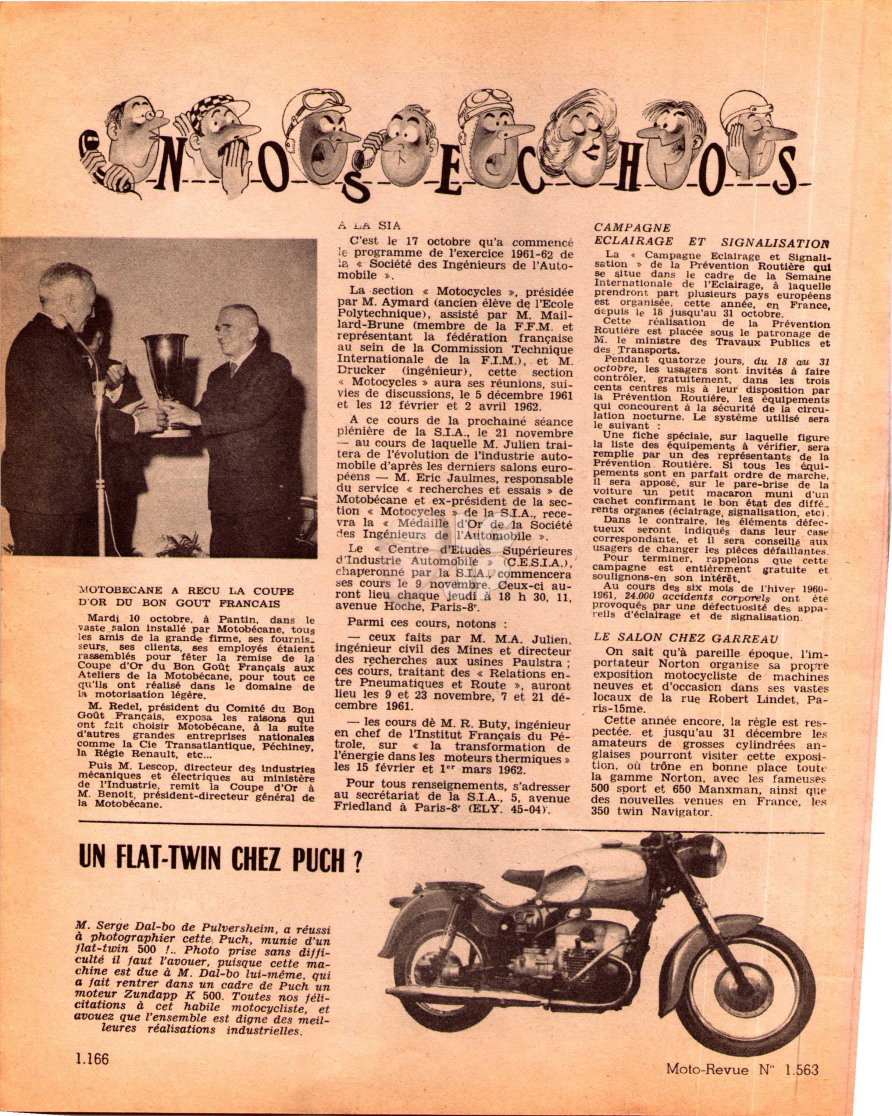 NOS ECHOS
MOTOBECANE A RECU LA COUPE
D'OR DU BON GOUT FRANCAIS
Mardi 10 octobre, à Pantin, dans le
vaste salon installé par Motobécane, tous
les amis de la grande firme, ses fournis-
seurs, ses clients, ses employés étaient
rassemblés pour fêter la remise de la
Coupe d'Or du Bon Goût Français aux
Ateliers de la Motobécane, pour tout ce
qu'ils ont réalisé dans le domaine de
la motorisation légère.
M. Redel, président du Comité du Bon
Goût Français, exposa les raisons qui
ont fait choisir Motobécane, à la suite
d'autres grandes entreprises nationales
comme la Cie Transatlantique, Péchiney,
la Régie Renault, etc...
Puis M. Lescop, directeur des industries
mécaniques et électriques au ministère
de l'Industrie, remit la Coupe d'Or à
M. Benoit, président-directeur général de
la Motobécane.
A LA SIA
C'est le 17 octobre qu'a commencé
le programme de l'exercice 1961-62 de
la « Société des Ingénieurs de l'Auto-
mobile ».
La section « Motocycles », présidée
par M. Aymard (ancien élève de l'Ecole
Polytechnique), assisté par M. Mail-
lard-Brune (membre de la F.F.M. et
représentant la fédération française
au sein de la Commission Technique
Internationale de la F.I.M.), et M.
Drucker (ingénieur), cette section
« Motocycles » aura ses réunions, sui-
vies de discussions, le 5 décembre 1961
et les 12 février et 2 avril 1962.
A ce cours de la prochaine séance
plénière de la S.I.A., le 21 novembre
— au cours de laquelle M. Julien trai-
tera de l'évolution de l'industrie auto-
mobile d'après les derniers salons euro-
péens — M. Eric Jaulmes, responsable
du service « recherches et essais » de
Motobécane et ex-président de la sec-
tion « Motocycles » de la S.I.A., rece-
vra la « Médaille d'Or de la Société
des Ingénieurs de l'Automobile ».
Le « Centre d'Etudes Supérieures
d'Industrie Automobile (C.E.S.I.A.),
chaperonné par la S.I.A., commencera
ses cours le 9 novembre. Ceux-ci au-
ront lieu chaque jeudi à 18 h 30, 11,
avenue Hoche, Paris-8e.
Parmi ces cours, notons :
— ceux faits par M. M.A. Julien,
ingénieur civil des Mines et directeur
des recherches aux usines Paulstra ;
ces cours, traitant des « Relations en-
tre Pneumatiques et Route », auront
lieu les 9 et 23 novembre, 7 et 21 dé-
cembre 1961.
— les cours dè M. R. Buty, ingénieur
en chef de l'Institut Français du Pé-
trole, sur « la transformation de
l'énergie dans les moteurs thermiques »
les 15 février et 1er mars 1962.
Pour tous renseignements, s'adresser
au secrétariat de la S.I.A., 5, avenue
Friedland à Paris-8e (ELY. 45-04).
CAMPAGNE
ECLAIRAGE ET SIGNALISATION
La « Campagne Eclairage et Signali-
sation » de la Prévention Routière qui
se situe dans le cadre de la Semaine
Internationale de l'Eclairage, à laquelle
prendront part plusieurs pays européens
est organisée, cette année, en France,
depuis le 18 jusqu'au 31 octobre.
Cette réalisation de la Prévention
Routière est placée sous le patronage de
M. le ministre des Travaux Publics et
des Transports.
Pendant quatorze jours, du 18 au 31
octobre, les usagers sont invités à faire
contrôler, gratuitement, dans les trois
cents centres mis à leur disposition par
la Prévention Routière, les équipements
qui concourent à la sécurité de la circu-
lation nocturne. Le système utilisé sera
le suivant :
Une fiche spéciale, sur laquelle figure
la liste des équipements à vérifier, sera
remplie par un des représentants de la
Prévention Routière. Si tous les équi-
pements sont en parfait ordre de marche,
il sera apposé, sur le pare-brise de la
voiture un petit macaron muni d'un
cachet confirmant le bon état des diffé-
rents organes (éclairage, signalisation, etc).
Dans le contraire, les éléments défec-
tueux seront indiqués dans leur case
correspondante, et il sera conseillé aux
usagers de changer les pièces défaillantes.
Pour terminer, rappelons que cette
campagne est entièrement gratuite et
soulignons-en son intérêt.
Au cours des six mois de l'hiver 1960-
1961, 24.000 accidents corporels ont été
provoqués par une défectuosité des appa-
reils d'éclairage et de signalisation.
LE SALON CHEZ GARREAU
On sait qu'à pareille époque, l'im-
portateur Norton organise sa propre
exposition motocycliste de machines
neuves et d'occasion dans ses vastes
locaux de la rue Robert Lindet, Pa-
ris-15me.
Cette année encore, la règle est res-
pectée, et jusqu'au 31 décembre les
amateurs de grosses cylindrées an-
glaises pourront visiter cette exposi-
tion, où trône en bonne place toute
la gamme Norton, avec les fameuses
500 sport et 650 Manxman, ainsi que
des nouvelles venues en France, les
350 twin Navigator.
UN FLAT-TWIN CHEZ PUCH ?
M. Serge Dal-bo de Pulversheim, a réussi
à photographier cette Puch, munie d'un
flat-twin 500 !.. Photo prise sans diffi-
culté il faut l'avouer, puisque cette ma-
chine est due à M. Dal-bo lui-même, qui
a fait rentrer dans un cadre de Puch un
moteur Zundapp K 500. Toutes nos féli-
citations à cet habile motocycliste, et
avouez que l'ensemble est digne des meil-
leures réalisations industrielles.
1.166
Moto-Revue N° 1.563